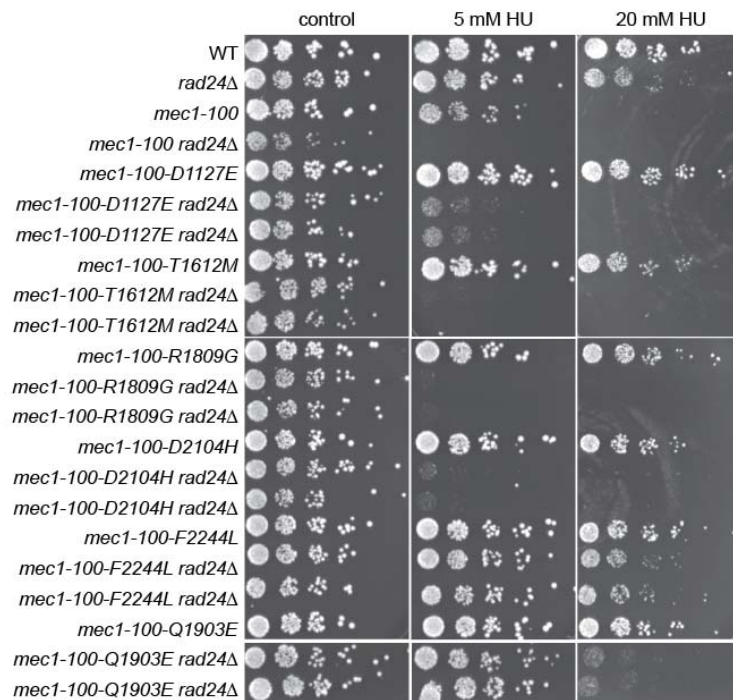 control 5 mM HU 20 mM HU
WT
rad24Δ
mec1-100
mec1-100 rad24Δ
mec1-100-D1127E
mec1-100-D1127E rad24Δ
mec1-100-D1127E rad24Δ
mec1-100-T1612M
mec1-100-T1612M rad24Δ
mec1-100-T1612M rad24Δ
mec1-100-R1809G
mec1-100-R1809G rad24Δ
mec1-100-R1809G rad24Δ
mec1-100-D2104H
mec1-100-D2104H rad24Δ
mec1-100-D2104H rad24Δ
mec1-100-F2244L
mec1-100-F2244L rad24Δ
mec1-100-F2244L rad24Δ
mec1-100-Q1903E
mec1-100-Q1903E rad24Δ
mec1-100-Q1903E rad24Δ